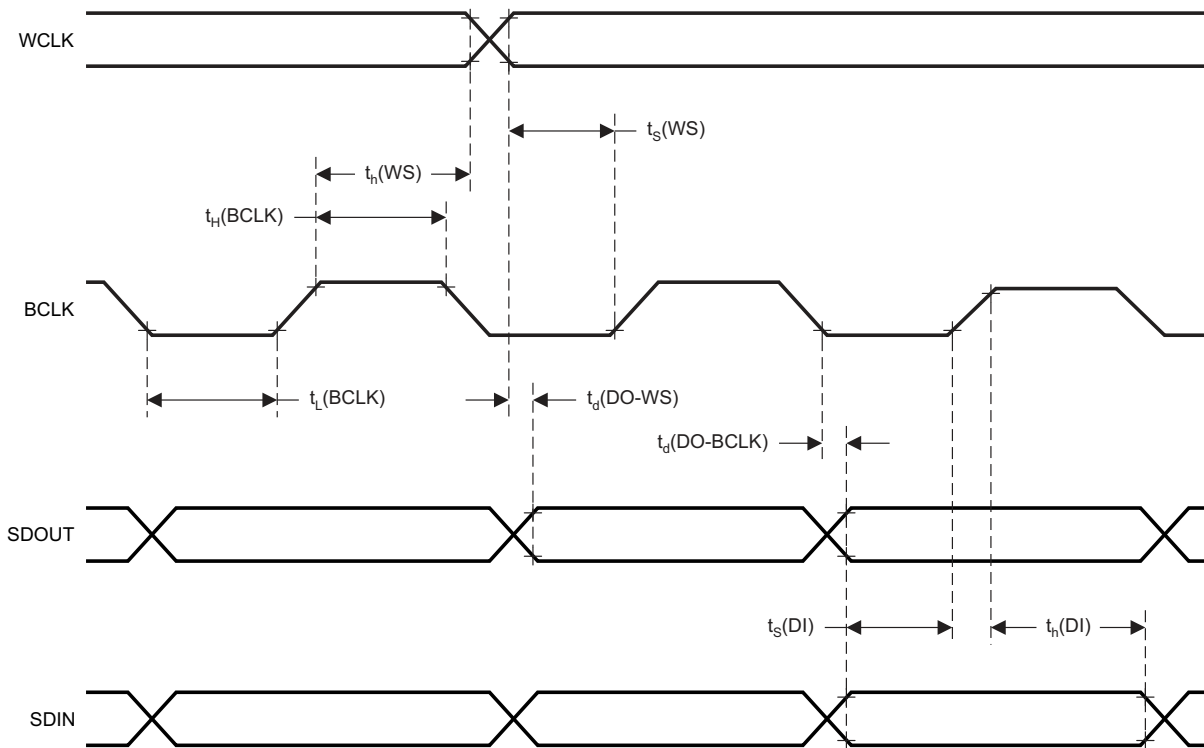 WCLK
tS(WS)
th(WS)
tH(BCLK)
BCLK
tL(BCLK)
td(DO-WS)
td(DO-BCLK)
SDOUT
tS(DI)
th(DI)
SDIN